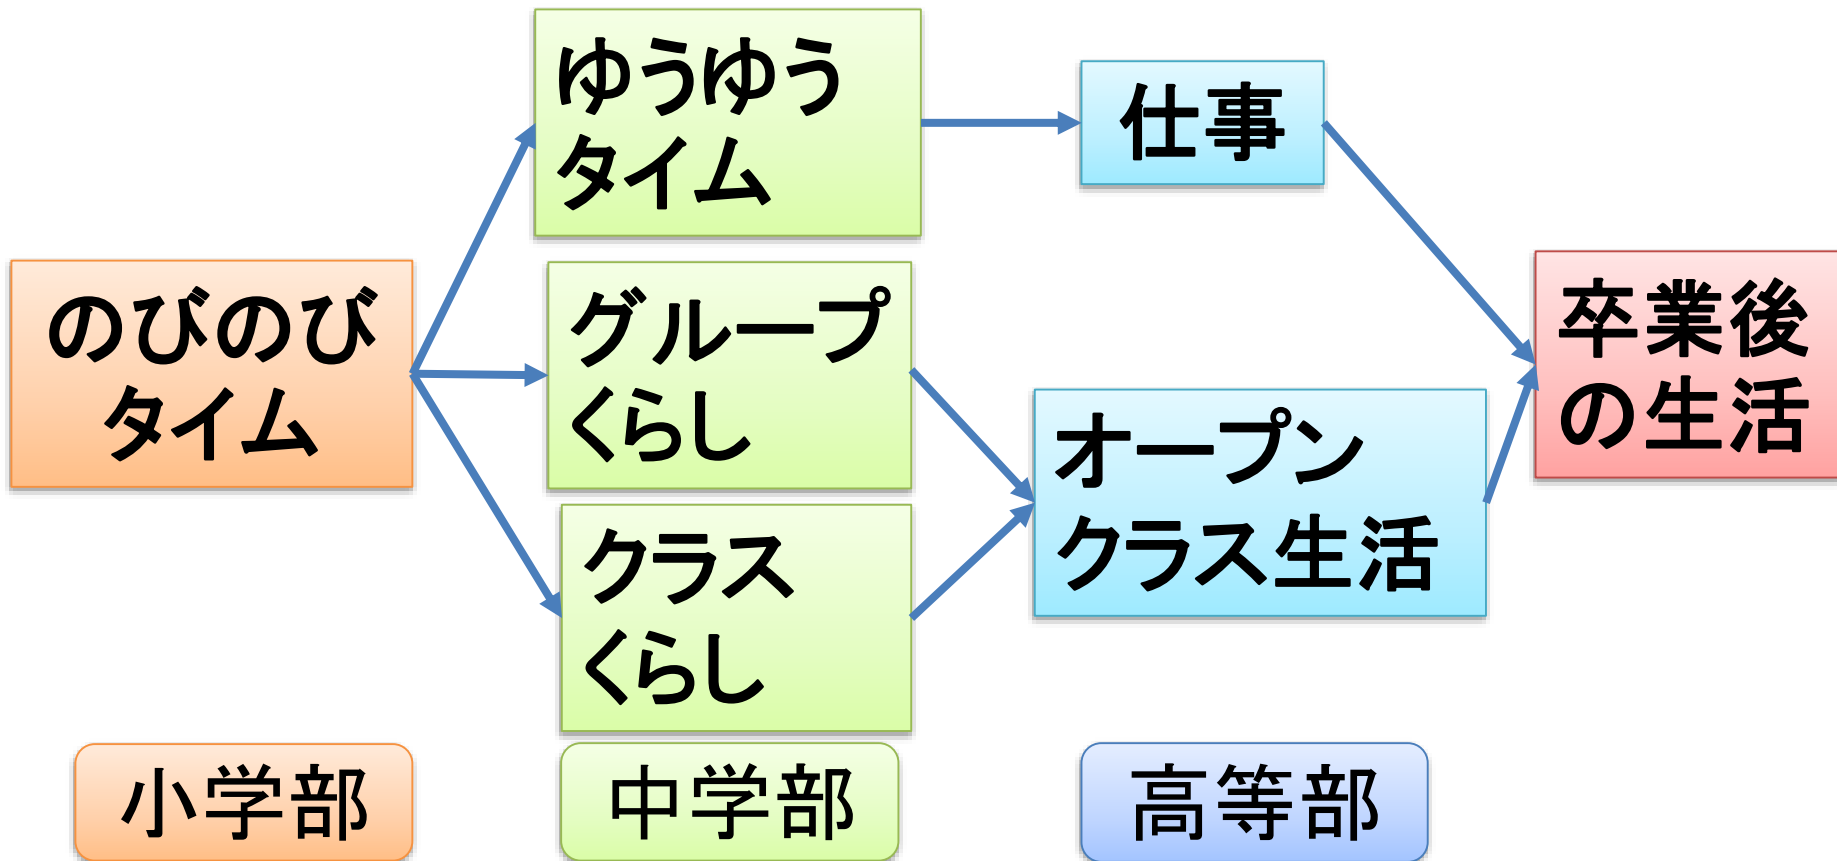 のびのび
タイム
ゆうゆう
タイム
グループ
くらし
クラス
くらし
仕事
オープン
クラス生活
卒業後
の生活
小学部
中学部
高等部